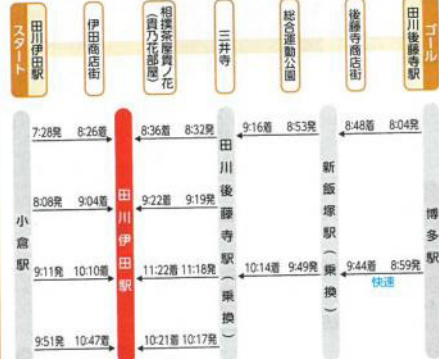 スタート
田川伊田駅
伊田商店街
相撲茶屋貴ノ花
(貴乃花部屋)
三井寺
総合運動公園
後藤寺商店街
田川後藤寺駅
ゴール
小倉駅
7:28発 8:26着
8:08発 9:04着
9:11発 10:10着
9:51発 10:47着
田川伊田駅
8:36着 8:32発
9:22着 9:19発
11:22着 11:18発
10:21着 10:17発
田川後藤寺駅(乗換)
9:16着 8:53発
10:14着 9:49発
新飯塚駅(乗換)
8:48着 8:04発
9:44着 8:59発
快速
博多駅